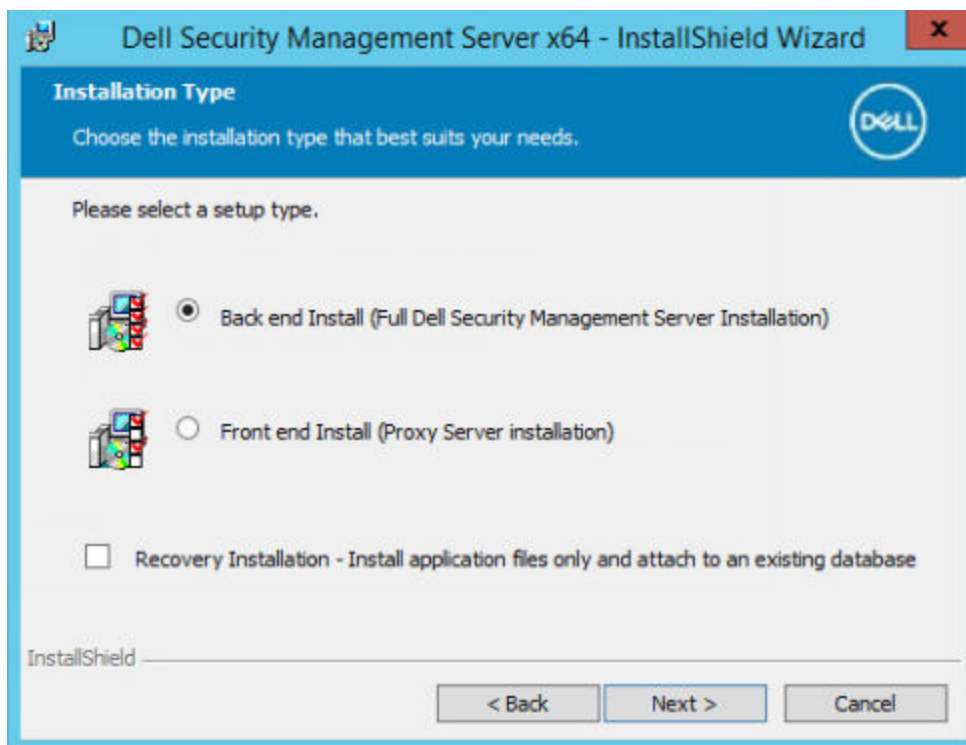 Dell Security Management Server x64 - InstallShield Wizard
x
Installation Type
Choose the installation type that best suits your needs.
DELL
Please select a setup type.
Back end Install (Full Dell Security Management Server Installation)
Front end Install (Proxy Server installation)
Recovery Installation - Install application files only and attach to an existing database
InstallShield
< Back
Next >
Cancel